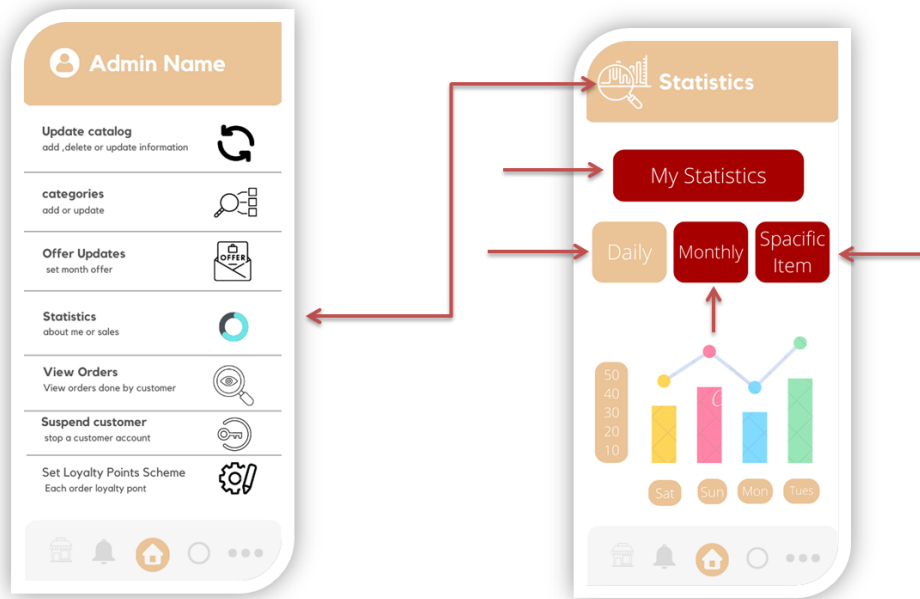 Admin Name
Update catalog
add ,delete or update information
categories
add or update
Offer Updates
OFFER
set month offer
Statistics
about me or sales
View Orders
View orders done by customer
Suspend customer
stop a customer account
Set Loyalty Points Scheme
Each order loyalty pont
Statistics
My Statistics
Daily
Monthly
Spacific
Item
50
40
30
20
10
Sat
Sun
Mon
Tues